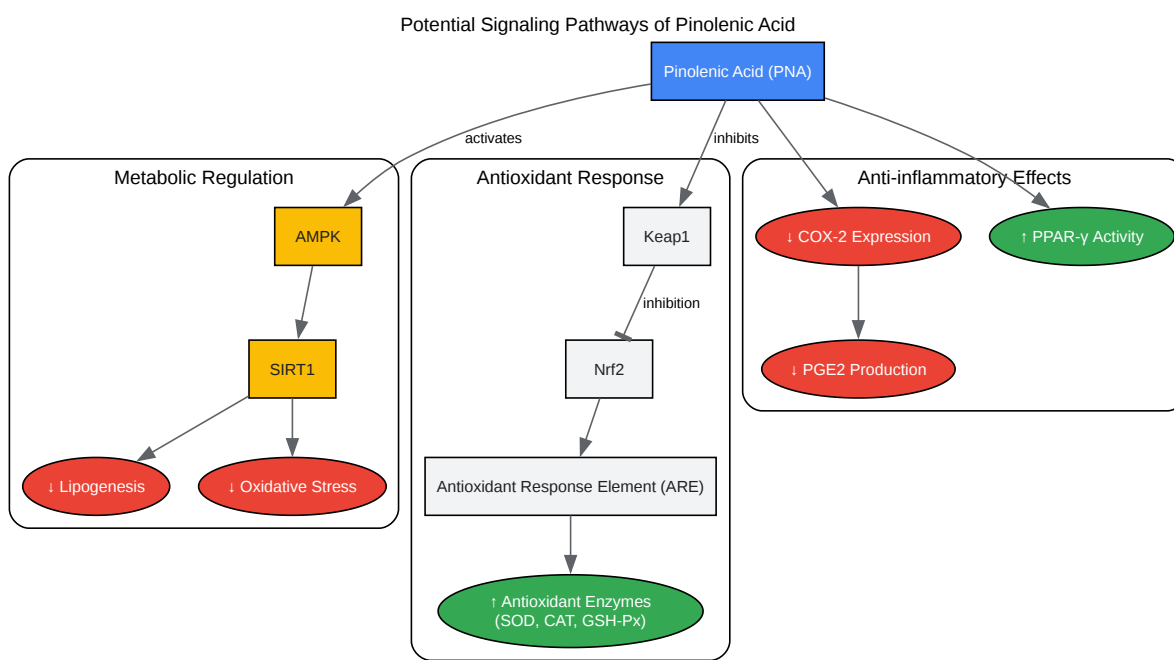 Potential Signaling Pathways of Pinolenic Acid
Pinolenic Acid (PNA)
activates
inhibits
Metabolic Regulation
AMPK
SIRT1
↓ Lipogenesis
↓ Oxidative Stress
Antioxidant Response
Keap1
inhibition
Nrf2
Antioxidant Response Element (ARE)
↑ Antioxidant Enzymes
(SOD, CAT, GSH-Px)
Anti-inflammatory Effects
↓ COX-2 Expression
↑ PPAR-γ Activity
↓ PGE2 Production